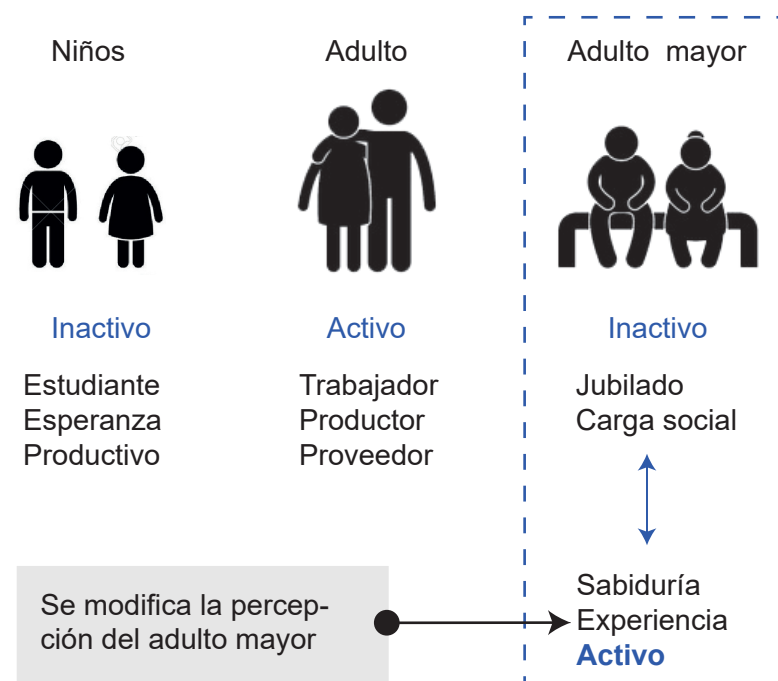 Niños
Adulto
Adulto mayor
Inactivo
Activo
Inactivo
Estudiante
Esperanza
Productivo
Trabajador
Productor
Proveedor
Jubilado
Carga social
Se modifica la percep-
ción del adulto mayor
Sabiduría
Experiencia
Activo